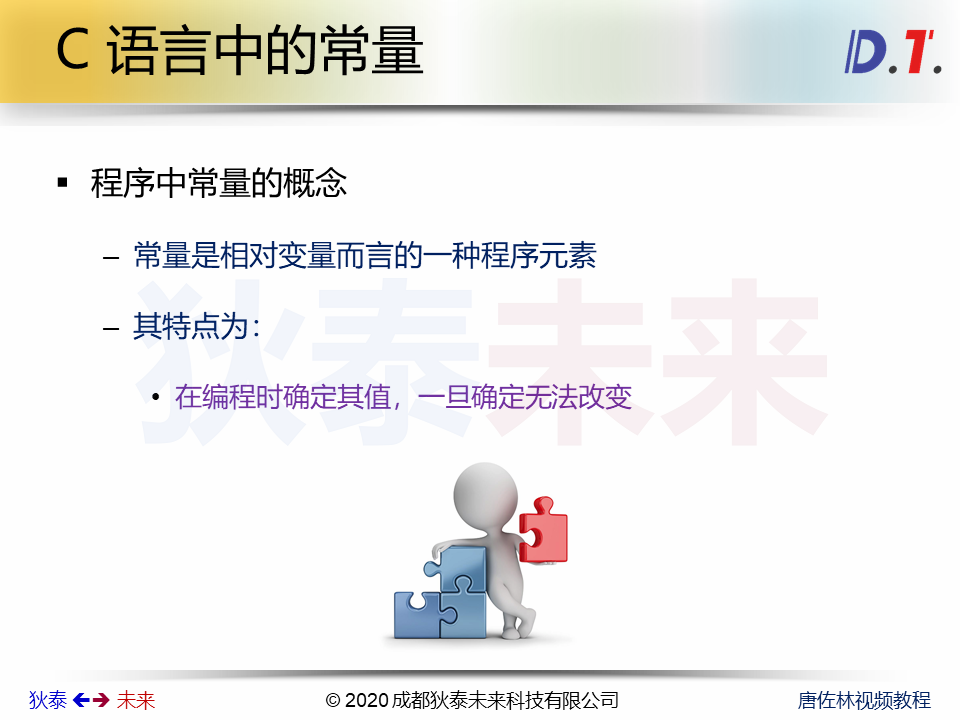 C 语言中的常量
D.T.
▪ 程序中常量的概念
– 常量是相对变量而言的一种程序元素
– 其特点为：
• 在编程时确定其值，一旦确定无法改变
狄泰未来
狄泰 🡸🡺 未来
© 2020 成都狄泰未来科技有限公司
唐佐林视频教程